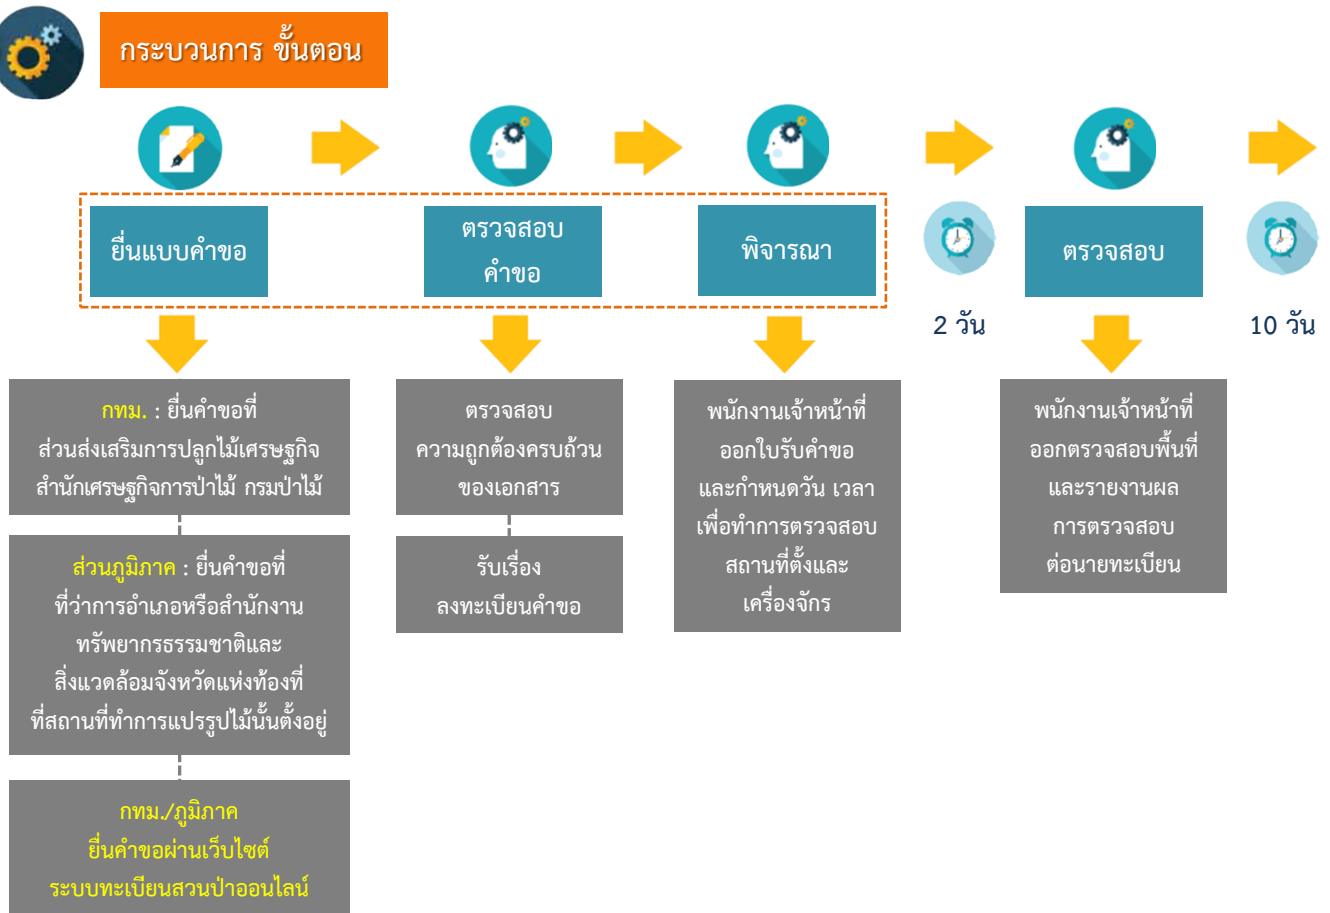 กระบวนการ ขั้นตอน
ยื่นแบบคำขอ
ตรวจสอบ
คำขอ
พิจารณา
2 วัน
ตรวจสอบ
10 วัน
กทม. : ยื่นคำขอที่
ส่วนส่งเสริมการปลูกไม้เศรษฐกิจ
สำนักเศรษฐกิจการป่าไม้ กรมป่าไม้
ส่วนภูมิภาค : ยื่นคำขอที่
ที่ว่าการอำเภอหรือสำนักงาน
ทรัพยากรธรรมชาติและ
สิ่งแวดล้อมจังหวัดแห่งท้องที่
ที่สถานที่ทำการแปรรูปไม้นั้นตั้งอยู่
กทม./ภูมิภาค
ยื่นคำขอผ่านเว็บไซต์
ระบบทะเบียนสวนป่าออนไลน์
ตรวจสอบ
ความถูกต้องครบถ้วน
ของเอกสาร
รับเรื่อง
ลงทะเบียนคำขอ
พนักงานเจ้าหน้าที่
ออกใบรับคำขอ
และกำหนดวัน เวลา
เพื่อทำการตรวจสอบ
สถานที่ตั้งและ
เครื่องจักร
พนักงานเจ้าหน้าที่
ออกตรวจสอบพื้นที่
และรายงานผล
การตรวจสอบ
ต่อนายทะเบียน